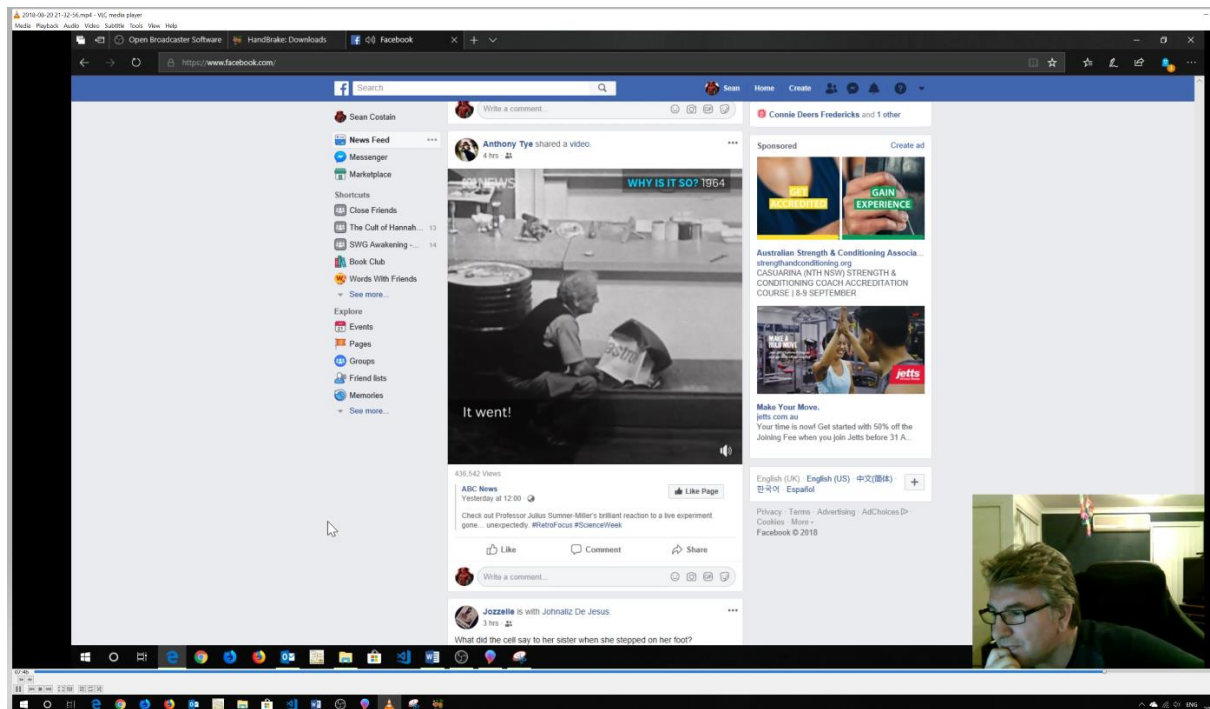 2018-08-20 21-32-56.mp4 - VLC media player
Media Playback Audio Video Subtitle Tools View Help
Open Broadcaster Software
HandBrake: Downloads
Facebook
https://www.facebook.com/
Search
Sean
Home
Create
Sean Costain
News Feed
Messenger
Marketplace
Shortcuts
Close Friends
The Cult of Hannah... 13
SWG Awakening -... 14
Book Club
Words With Friends
See more...
Explore
Events
Pages
Groups
Friend lists
Memories
See more...
Write a comment...
Anthony Tye shared a video.
4 hrs
NEWS
WHY IS IT SO? 1964
It went!
436,542 Views
ABC News
Yesterday at 12:00
Like Page
Check out Professor Julius Sumner-Miller's brilliant reaction to a live experiment
gone... unexpectedly. #RetroFocus #ScienceWeek
Like
Comment
Share
Write a comment...
Jozzelle is with Johnaliz De Jesus.
3 hrs
What did the cell say to her sister when she stepped on her foot?
Connie Deers Fredericks and 1 other
Sponsored
Create ad
GET
ACCREDITED
GAIN
EXPERIENCE
Australian Strength & Conditioning Associa...
strengthandconditioning.org
CASUARINA (NTH NSW) STRENGTH &
CONDITIONING COACH ACCREDITATION
COURSE | 8-9 SEPTEMBER
MAKE A
BOLD MOVE
jetts
Make Your Move.
jetts.com.au
Your time is now! Get started with 50% off the
Joining Fee when you join Jetts before 31 A...
English (UK) · English (US) · 中文(简体) ·
한국어 · Español
Privacy · Terms · Advertising · AdChoices ·
Cookies · More
Facebook © 2018
07:46
ENG